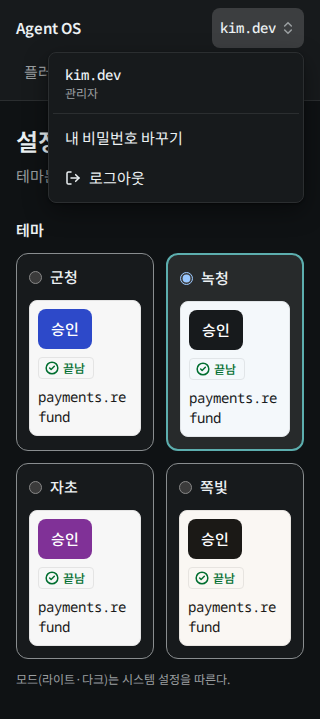 Agent OS
kim.dev
kim.dev
관리자
내 비밀번호 바꾸기
로그아웃
테마
군청
승인
끝남
payments.re
fund
녹청
승인
끝남
payments.re
fund
자초
승인
끝남
payments.re
fund
쪽빛
승인
끝남
payments.re
fund
모드(라이트·다크)는 시스템 설정을 따른다.